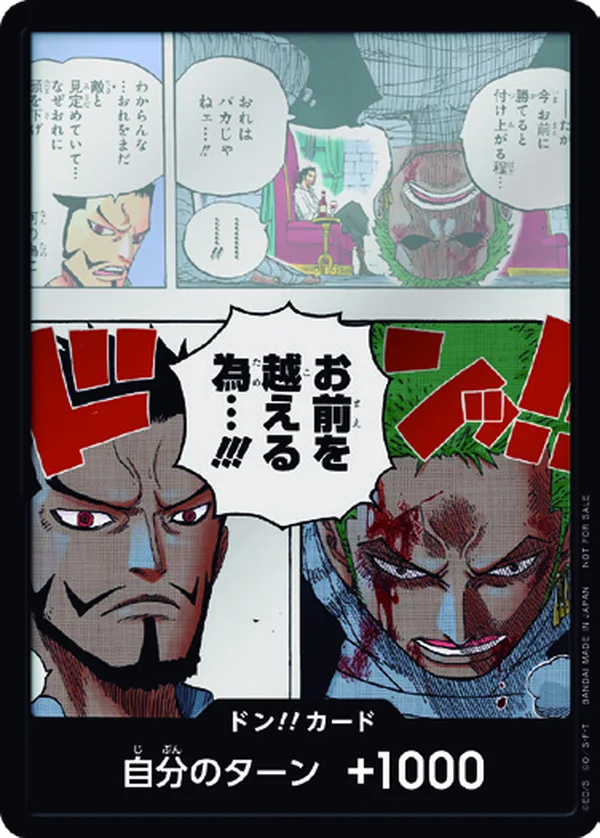 ――だが
今お前に
勝てると
付け上がる
程…
おれは
バカじゃ
ねェ…!!
…………!!
わからんな
…おれをまだ
敵と
見定めていて…
なぜおれに
頭を下げ
お前を
越える
為…!!!
ドン!!
ドン!!カード
自分のターン +1000
BANDAI MADE IN JAPAN NOT FOR SALE